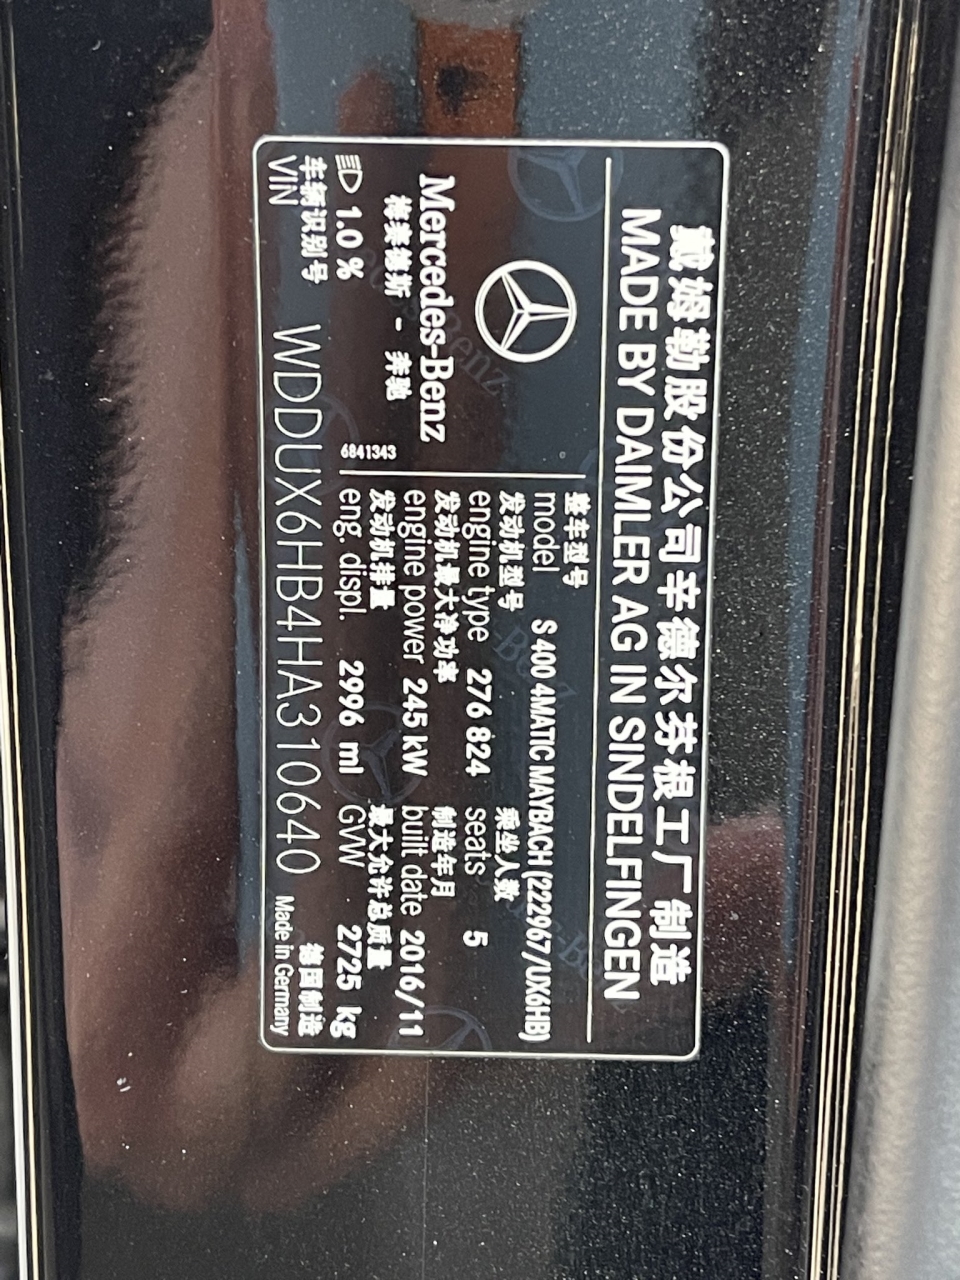 戴姆勒股份公司辛德尔芬根工厂制造
MADE BY DAIMLER AG IN SINDELFINGEN
Mercedes-Benz
梅赛德斯 - 奔驰
1.0 %
6841343
整车型号
model S 400 4MATIC MAYBACH (222967/UX6HB)
发动机型号 乘坐人数
engine type 276 824 seats 5
发动机最大净功率 制造年月
engine power 245 kW built date 2016/11
发动机排量 最大允许总质量
eng. displ. 2996 ml GVW 2725 kg
车辆识别号 德国制造
VIN WDDUX6HB4HA310640 Made in Germany